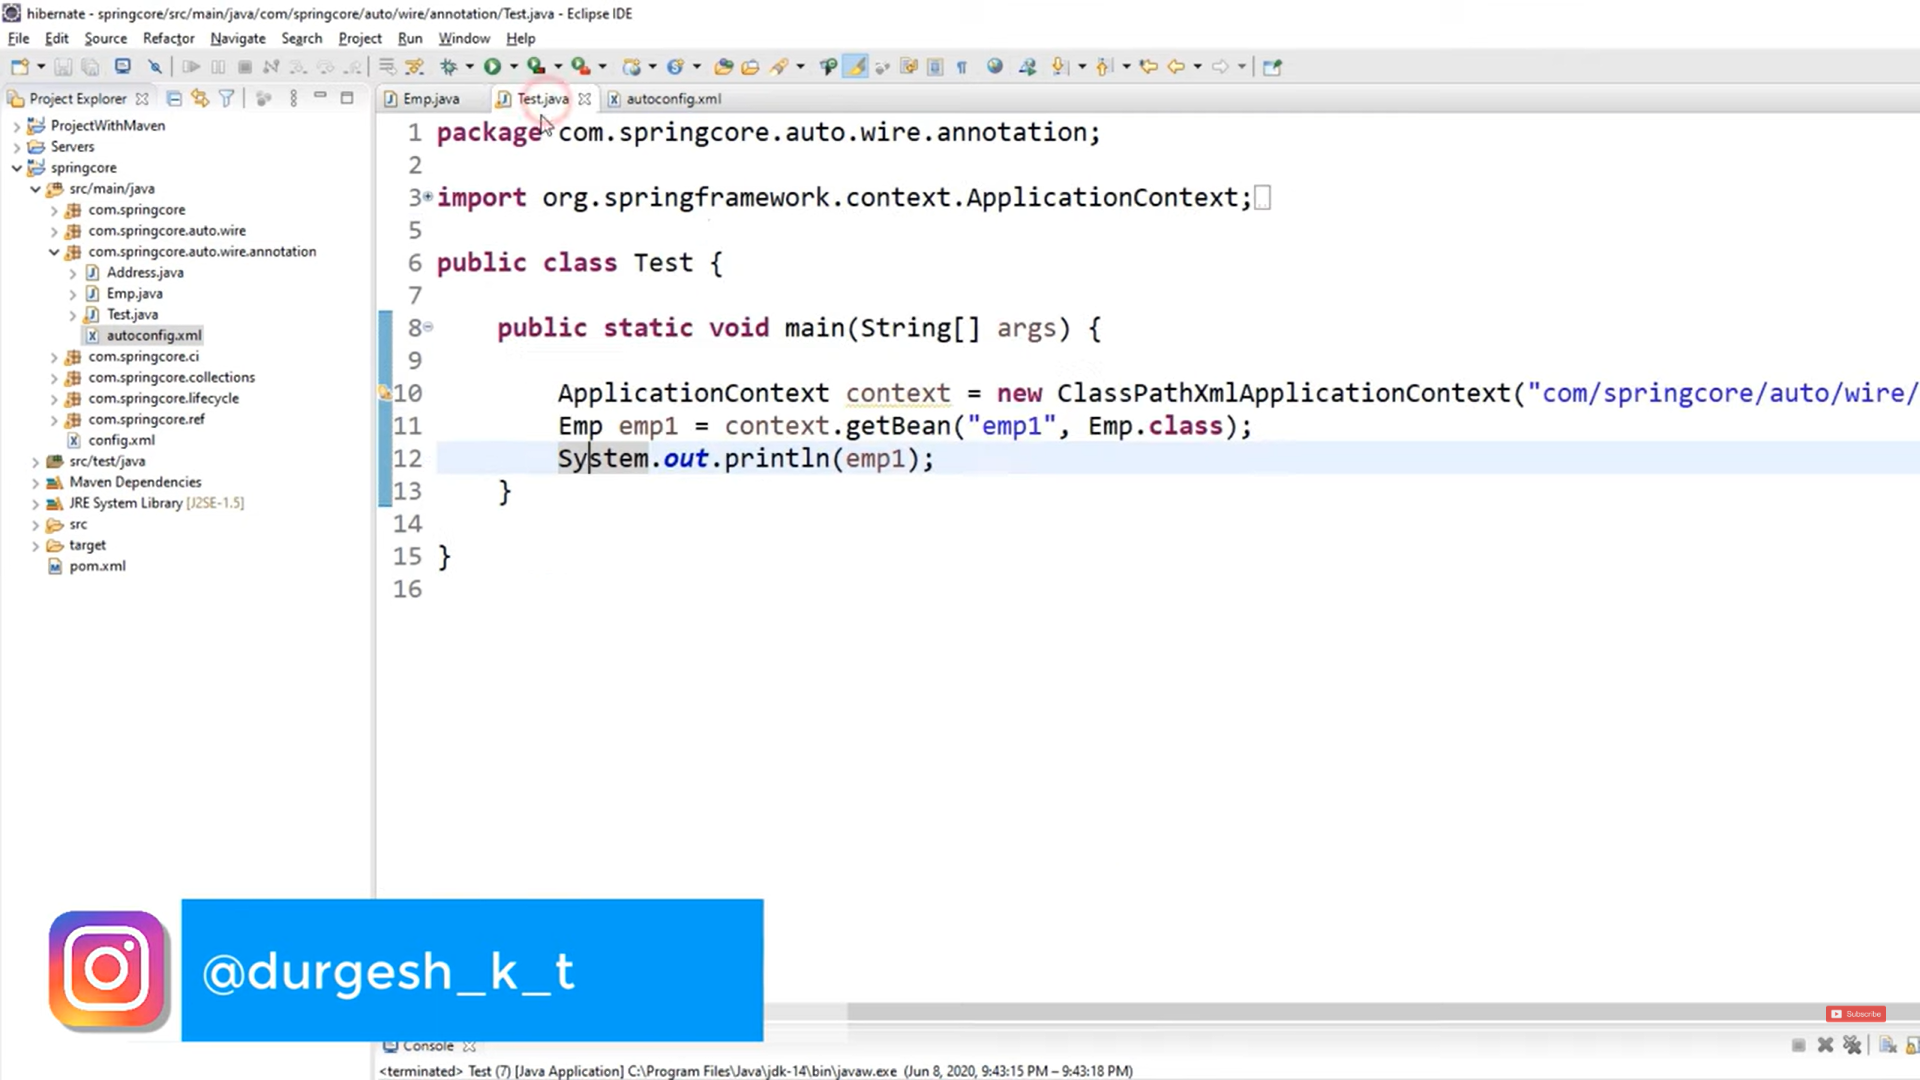 hibernate - springcore/src/main/java/com/springcore/auto/wire/annotation/Test.java - Eclipse IDE
File Edit Source Refactor Navigate Search Project Run Window Help
Project Explorer
Emp.java Test.java autoconfig.xml
ProjectWithMaven
Servers
springcore
src/main/java
com.springcore
com.springcore.auto.wire
com.springcore.auto.wire.annotation
Address.java
Emp.java
Test.java
autoconfig.xml
com.springcore.ci
com.springcore.collections
com.springcore.lifecycle
com.springcore.ref
config.xml
src/test/java
Maven Dependencies
JRE System Library [J2SE-1.5]
src
target
pom.xml
1 package com.springcore.auto.wire.annotation;
2
3 import org.springframework.context.ApplicationContext;
5
6 public class Test {
7
8 public static void main(String[] args) {
9
10 ApplicationContext context = new ClassPathXmlApplicationContext("com/springcore/auto/wire/
11 Emp emp1 = context.getBean("emp1", Emp.class);
12 System.out.println(emp1);
13 }
14
15 }
16
@durgesh_k_t
Subscribe
Console
<terminated> Test (7) [Java Application] C:\Program Files\Java\jdk-14\bin\javaw.exe (Jun 8, 2020, 9:43:15 PM – 9:43:18 PM)